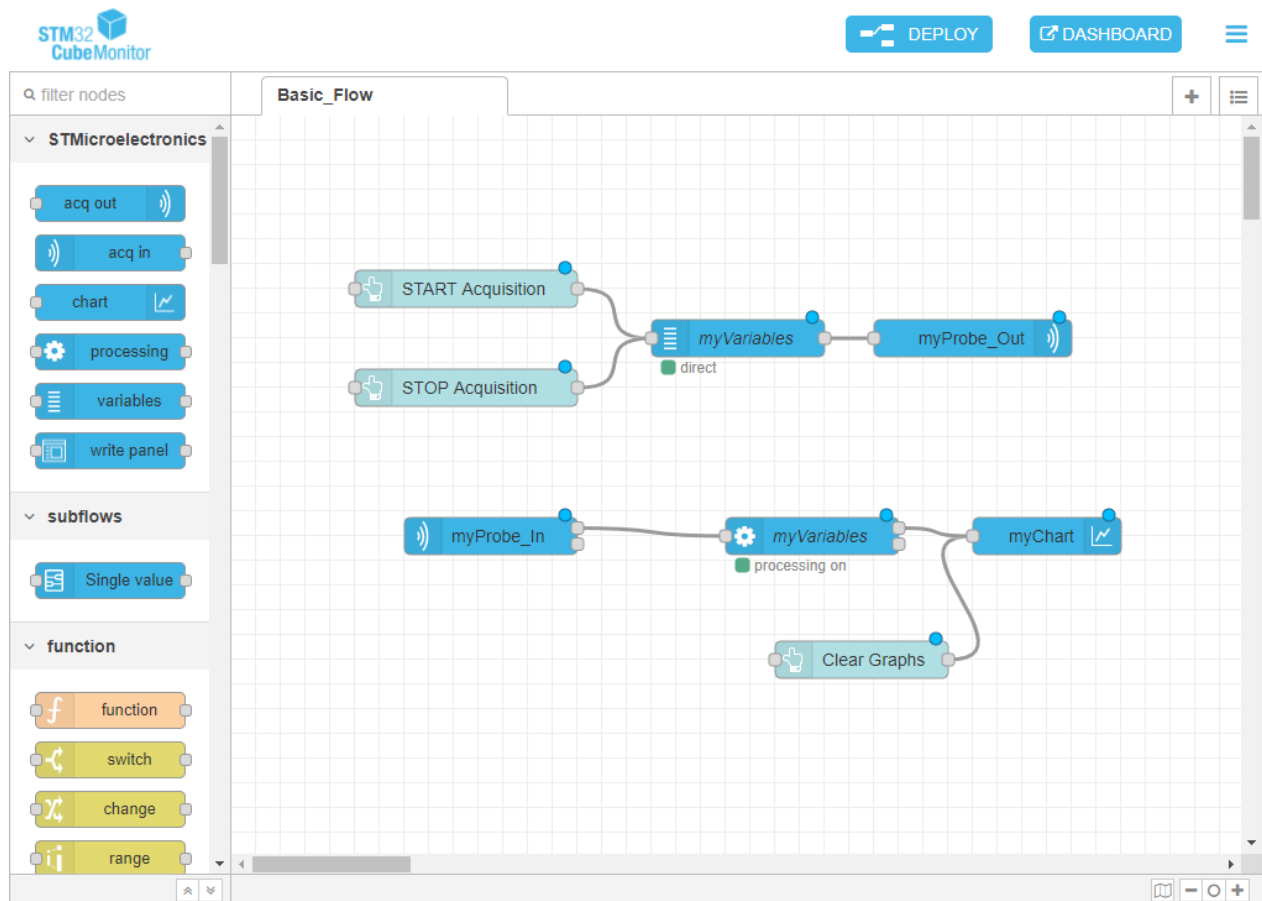 STM32
CubeMonitor
DEPLOY
DASHBOARD
filter nodes
Basic_Flow
STMicroelectronics
acq out
acq in
chart
processing
variables
write panel
subflows
Single value
function
function
switch
change
range
START Acquisition
STOP Acquisition
myVariables
direct
myProbe_Out
myProbe_In
myVariables
processing on
myChart
Clear Graphs